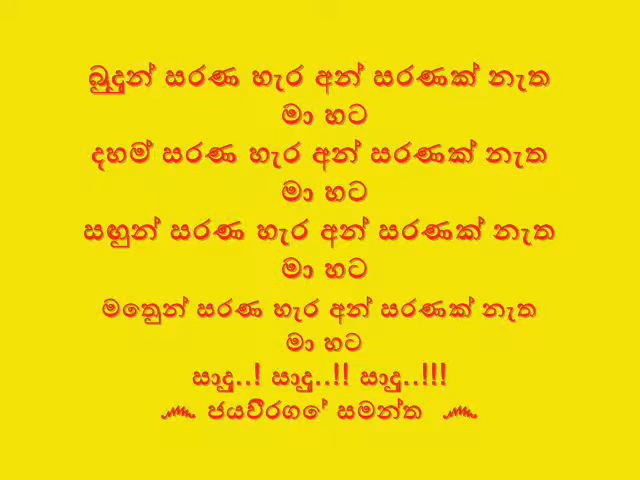 බුදුන් සරණ හැර අන් සරණක් නැත
මා හට
දහම් සරණ හැර අන් සරණක් නැත
මා හට
සඟුන් සරණ හැර අන් සරණක් නැත
මා හට
මතෙුන් සරණ හැර අන් සරණක් නැත
මා හට
සාදු..! සාදු..!! සාදු..!!!
ජයවීරගේ සමන්ත